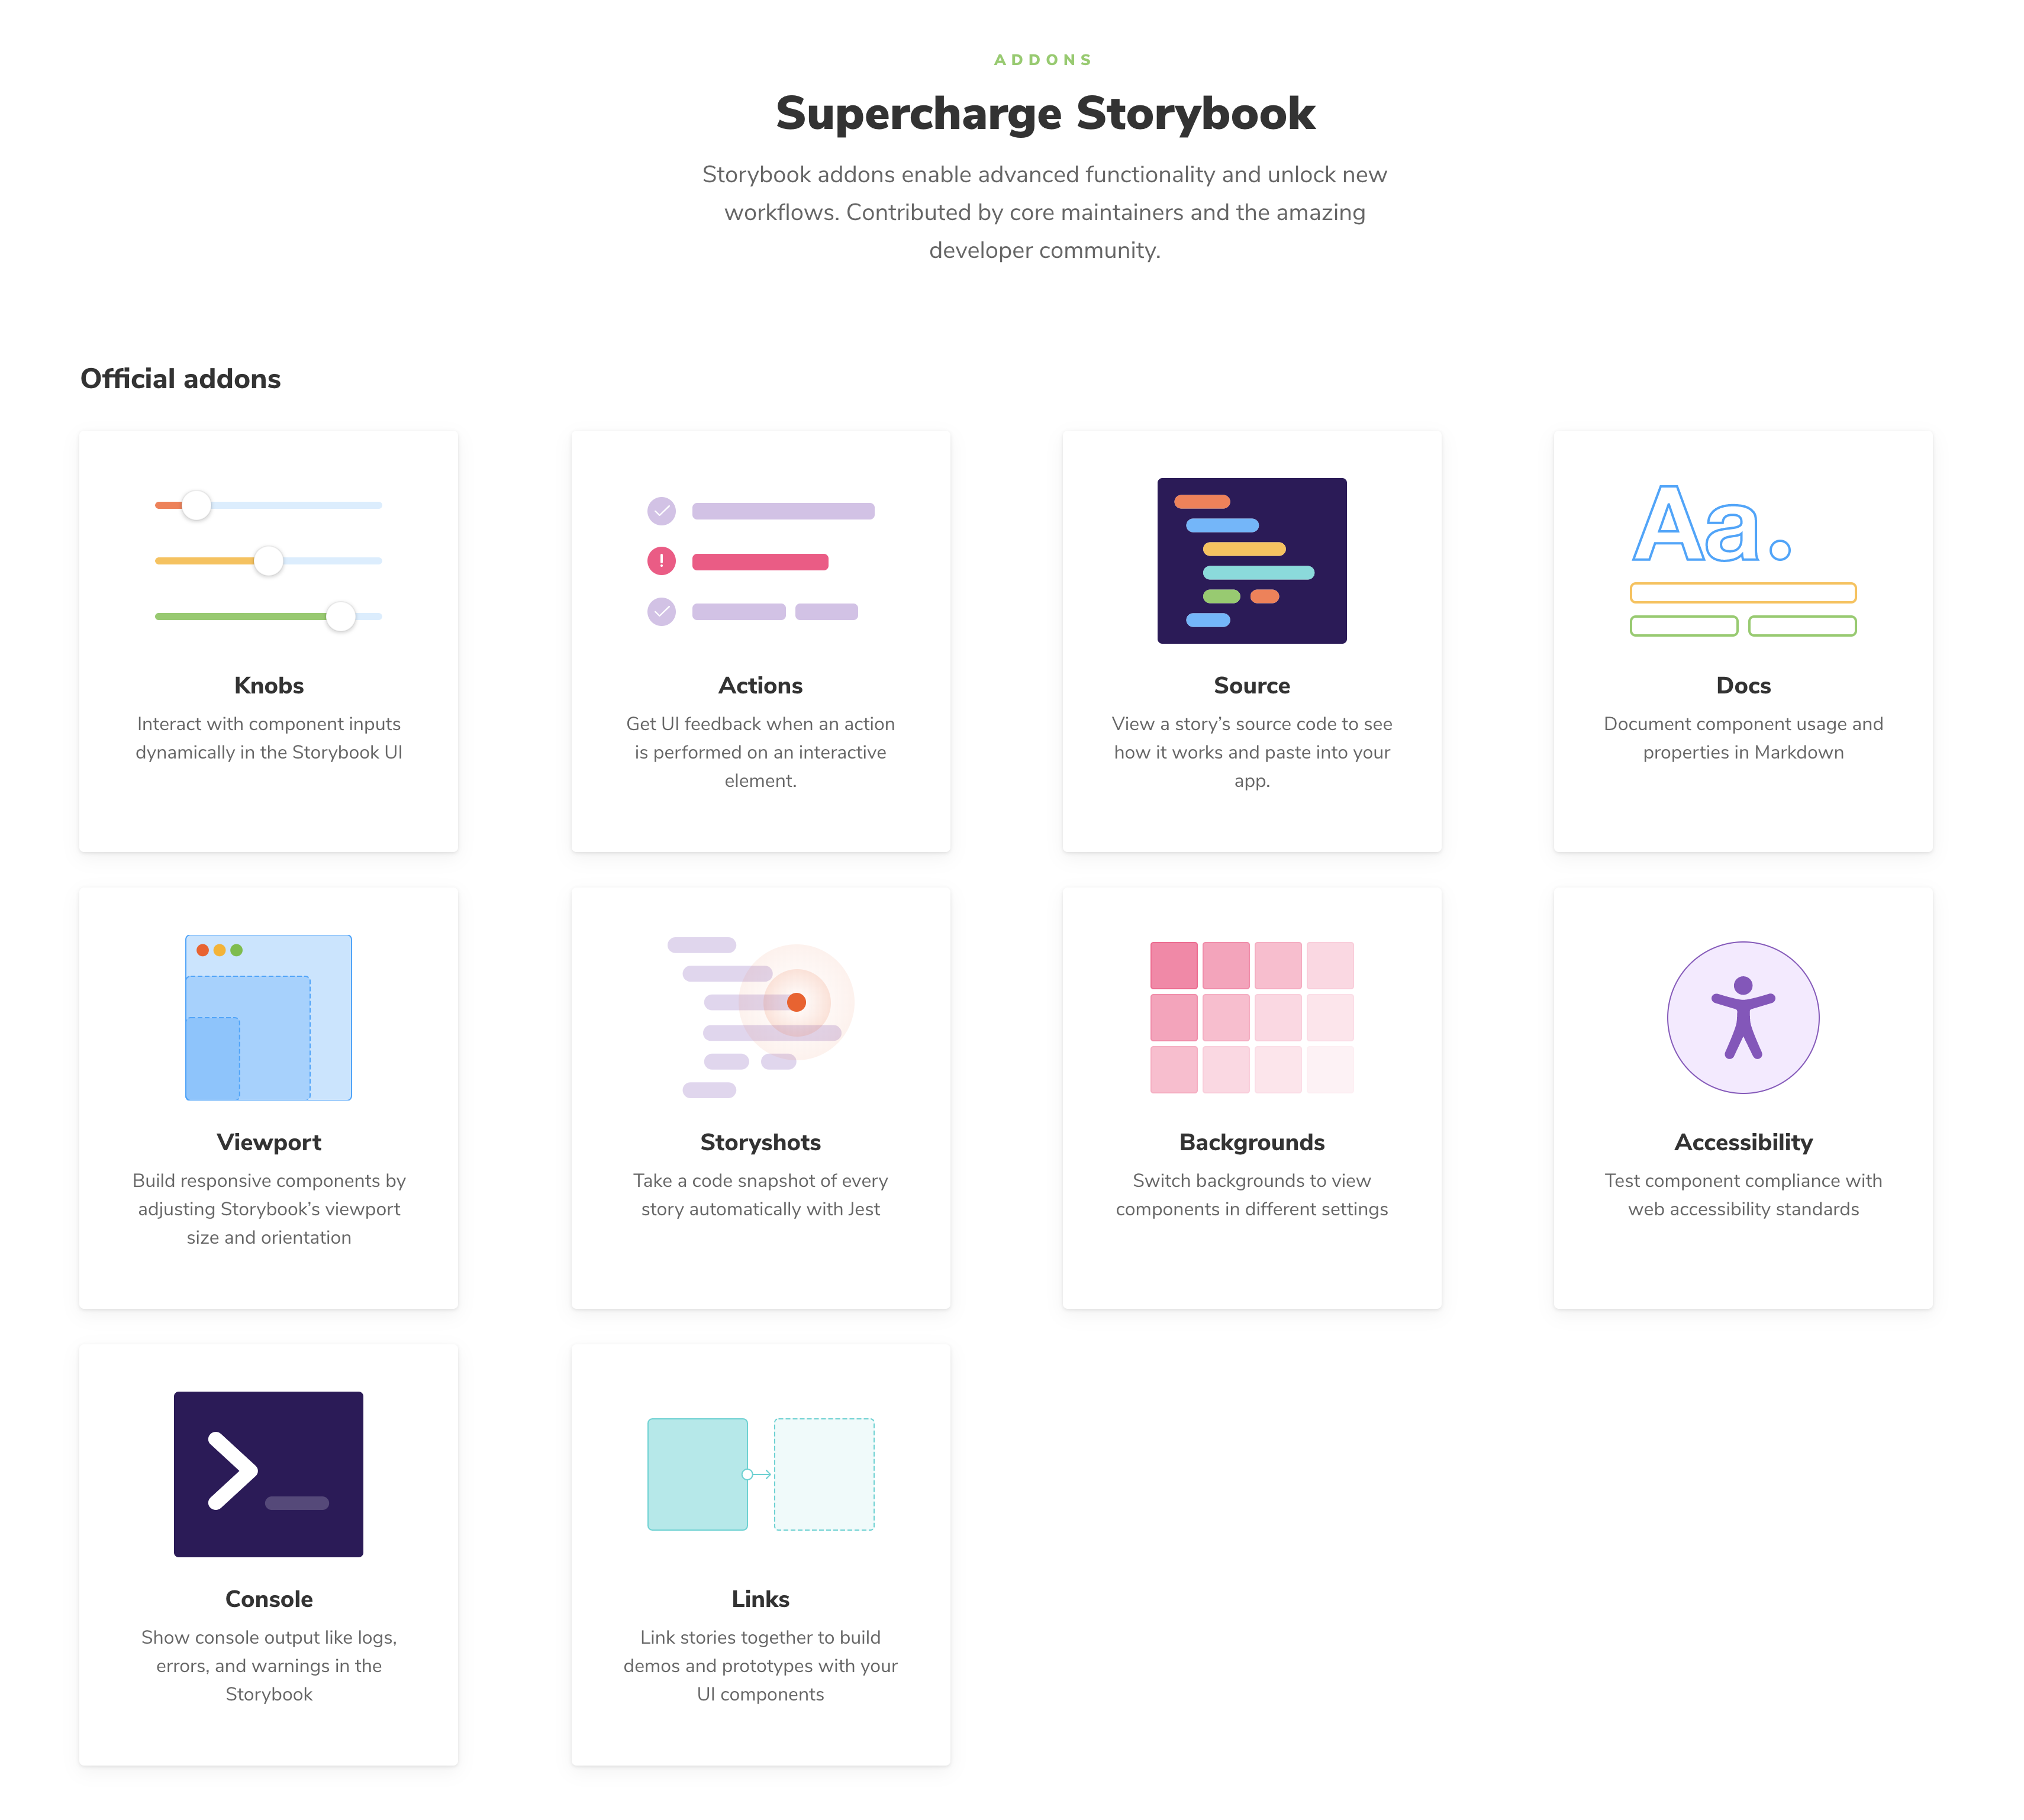 ADDONS
Supercharge Storybook
Storybook addons enable advanced functionality and unlock new
workflows. Contributed by core maintainers and the amazing
developer community.
Official addons
Knobs
Interact with component inputs
dynamically in the Storybook UI
Actions
Get UI feedback when an action
is performed on an interactive
element.
Source
View a story’s source code to see
how it works and paste into your
app.
Aa.
Docs
Document component usage and
properties in Markdown
Viewport
Build responsive components by
adjusting Storybook’s viewport
size and orientation
Storyshots
Take a code snapshot of every
story automatically with Jest
Backgrounds
Switch backgrounds to view
components in different settings
Accessibility
Test component compliance with
web accessibility standards
Console
Show console output like logs,
errors, and warnings in the
Storybook
Links
Link stories together to build
demos and prototypes with your
UI components